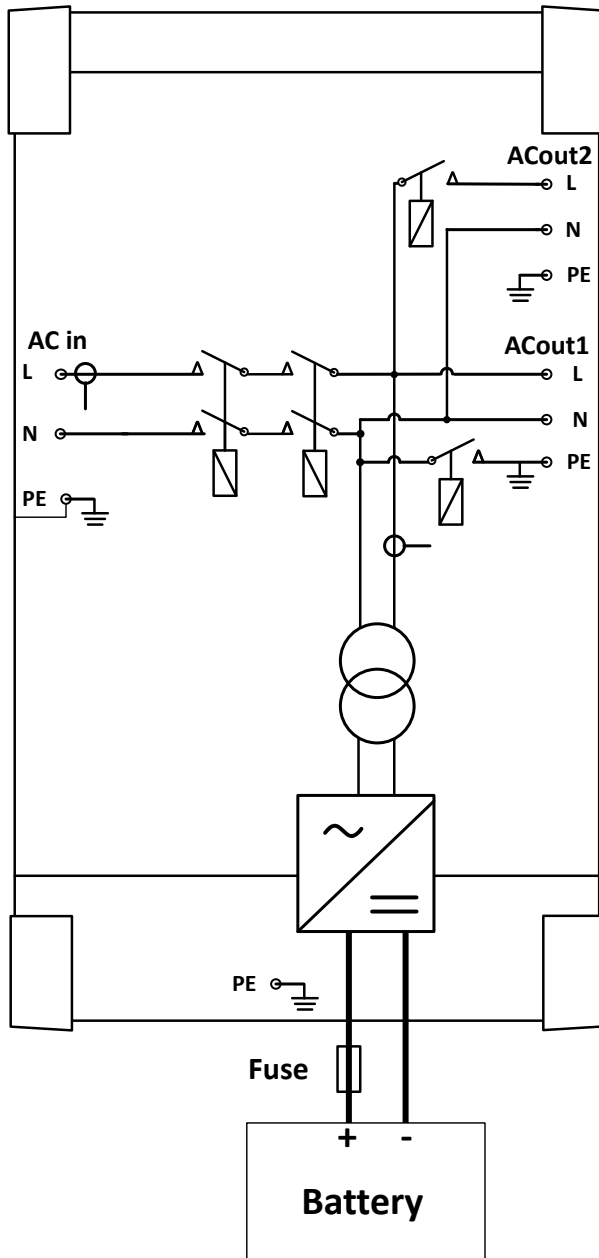 ACout2
L
N
PE
AC in
ACout1
L
L
N
N
PE
PE
PE
Fuse
+ -
Battery